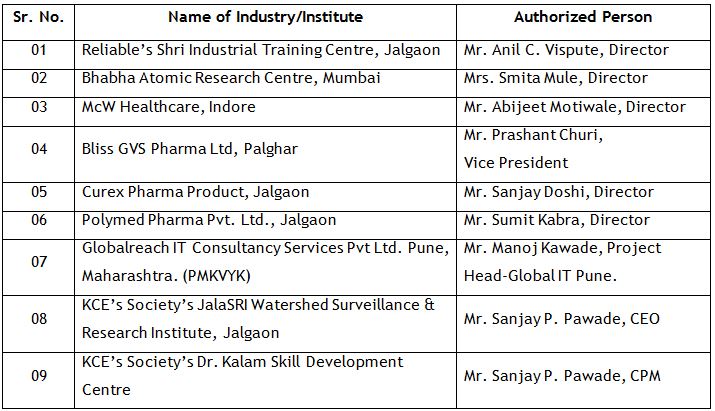 Sr. No. Name of Industry/Institute Authorized Person
01 Reliable's Shri Industrial Training Centre, Jalgaon Mr. Anil C. Vispute, Director
02 Bhabha Atomic Research Centre, Mumbai Mrs. Smita Mule, Director
03 McW Healthcare, Indore Mr. Abijeet Motiwale, Director
04 Bliss GVS Pharma Ltd, Palghar Mr. Prashant Churi,
Vice President
05 Curex Pharma Product, Jalgaon Mr. Sanjay Doshi, Director
06 Polymed Pharma Pvt. Ltd., Jalgaon Mr. Sumit Kabra, Director
07 Globalreach IT Consultancy Services Pvt Ltd. Pune, Mr. Manoj Kawade, Project
Maharashtra. (PMKVYK) Head-Global IT Pune.
08 KCE's Society's JalaSRI Watershed Surveillance & Mr. Sanjay P. Pawade, CEO
Research Institute, Jalgaon
09 KCE's Society's Dr. Kalam Skill Development Mr. Sanjay P. Pawade, CPM
Centre